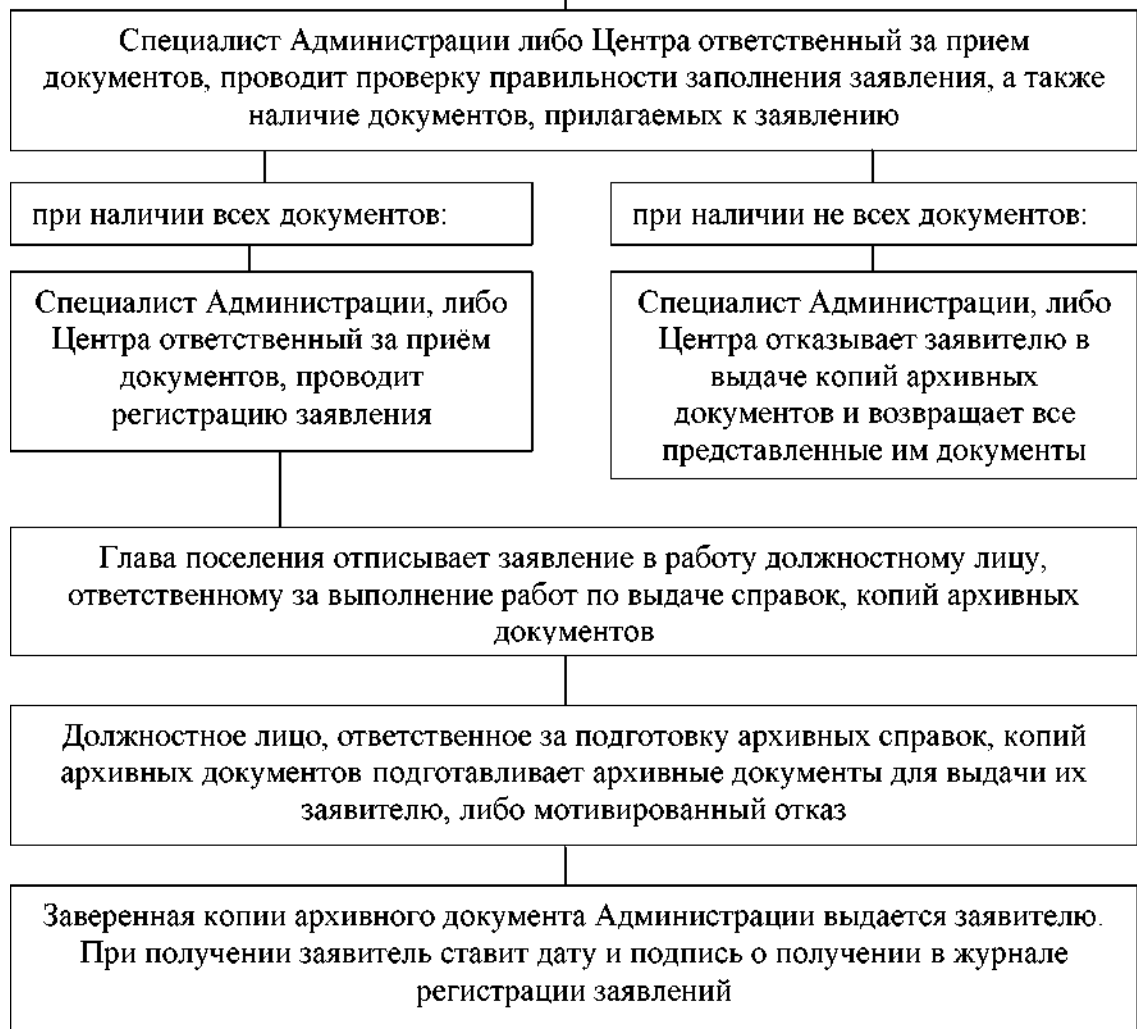 Специалист Администрации либо Центра ответственный за прием
документов, проводит проверку правильности заполнения заявления, а также
наличие документов, прилагаемых к заявлению
при наличии всех документов:
при наличии не всех документов:
Специалист Администрации, либо
Центра ответственный за приём
документов, проводит
регистрацию заявления
Специалист Администрации, либо
Центра отказывает заявителю в
выдаче копий архивных
документов и возвращает все
представленные им документы
Глава поселения отписывает заявление в работу должностному лицу,
ответственному за выполнение работ по выдаче справок, копий архивных
документов
Должностное лицо, ответственное за подготовку архивных справок, копий
архивных документов подготавливает архивные документы для выдачи их
заявителю, либо мотивированный отказ
Заверенная копии архивного документа Администрации выдается заявителю.
При получении заявитель ставит дату и подпись о получении в журнале
регистрации заявлений